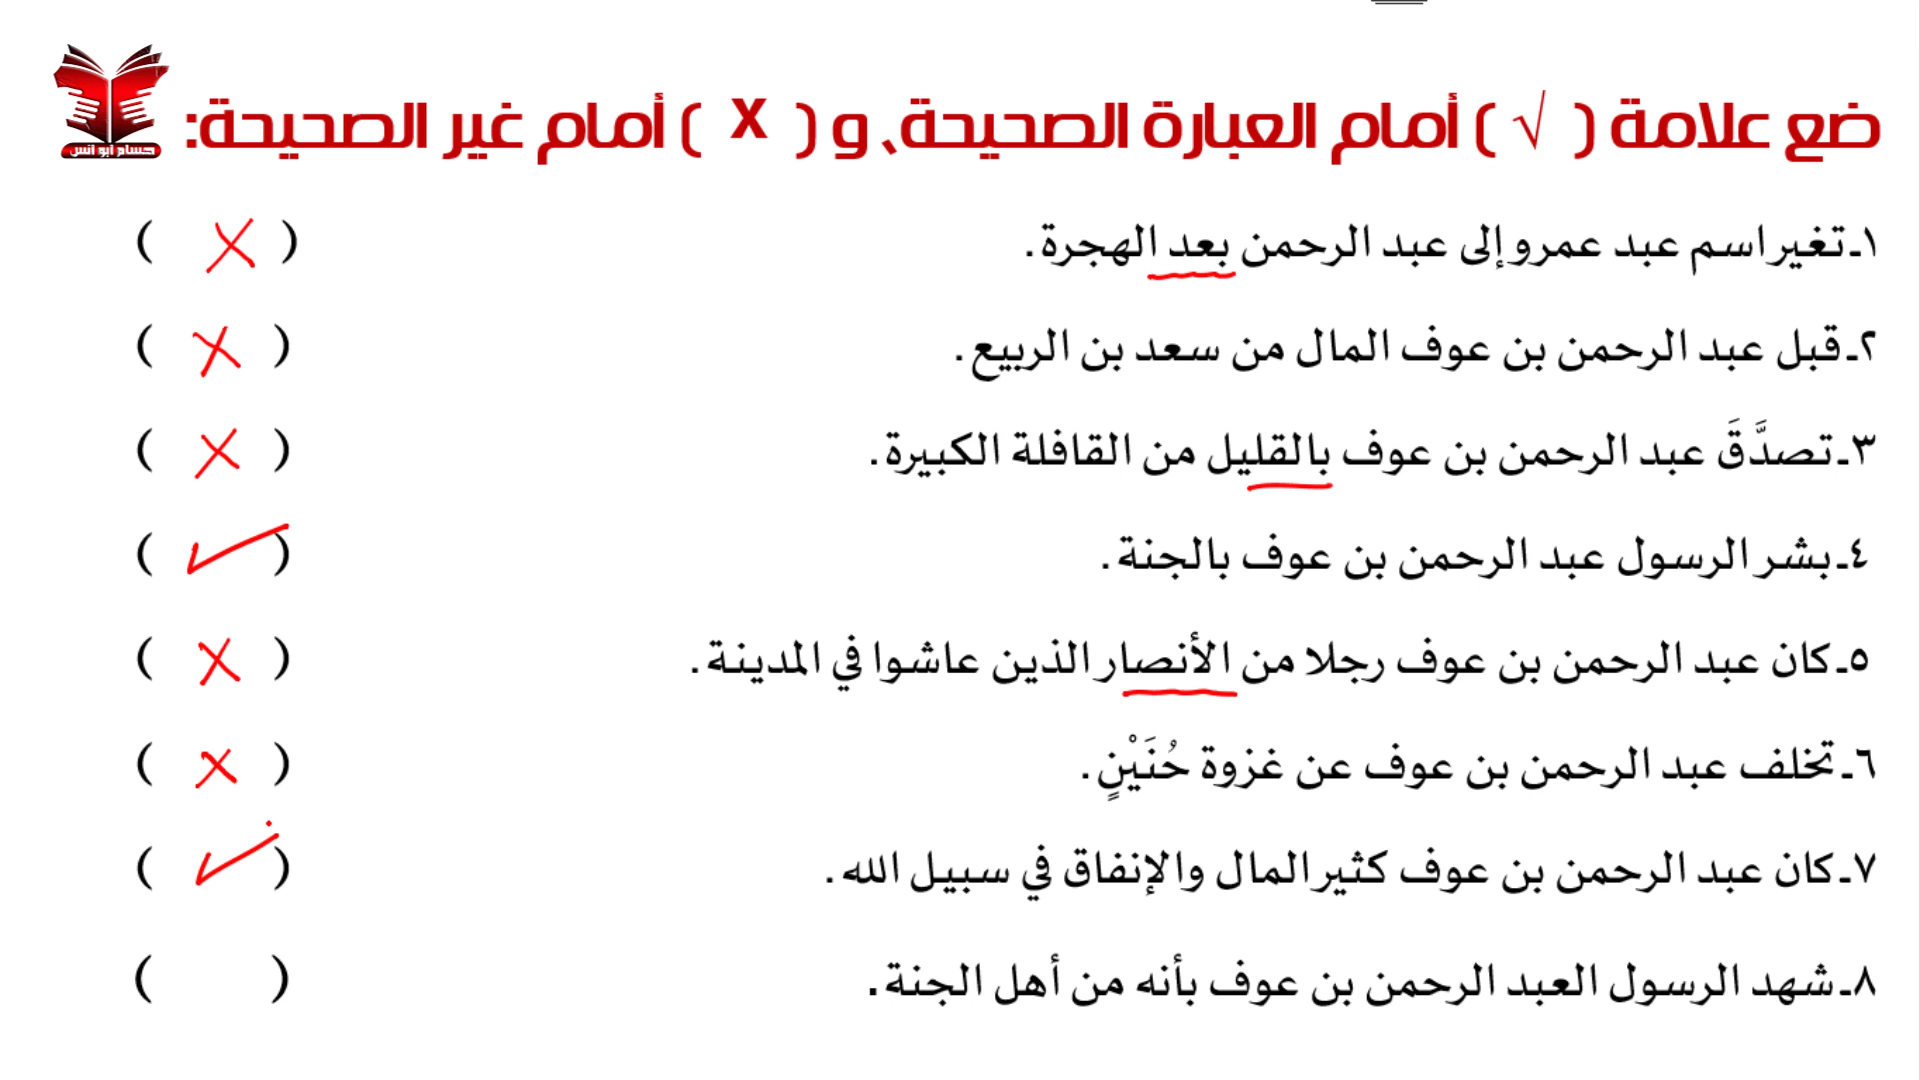 ضع علامة ( √ ) أمام العبارة الصحيحة، و ( X ) أمام غير الصحيحة:
حسام أبو أنس
١ـ تغير اسم عبد عمرو إلى عبد الرحمن بعد الهجرة. ( X )
٢ـ قبل عبد الرحمن بن عوف المال من سعد بن الربيع. ( X )
٣ـ تصدَّقَ عبد الرحمن بن عوف بالقليل من القافلة الكبيرة. ( X )
٤ـ بشر الرسول عبد الرحمن بن عوف بالجنة. ( ✓ )
٥ـ كان عبد الرحمن بن عوف رجلا من الأنصار الذين عاشوا في المدينة. ( X )
٦ـ تخلف عبد الرحمن بن عوف عن غزوة حُنَيْنٍ. ( X )
٧ـ كان عبد الرحمن بن عوف كثير المال والإنفاق في سبيل الله. ( ✓ )
٨ـ شهد الرسول العبد الرحمن بن عوف بأنه من أهل الجنة. ( )